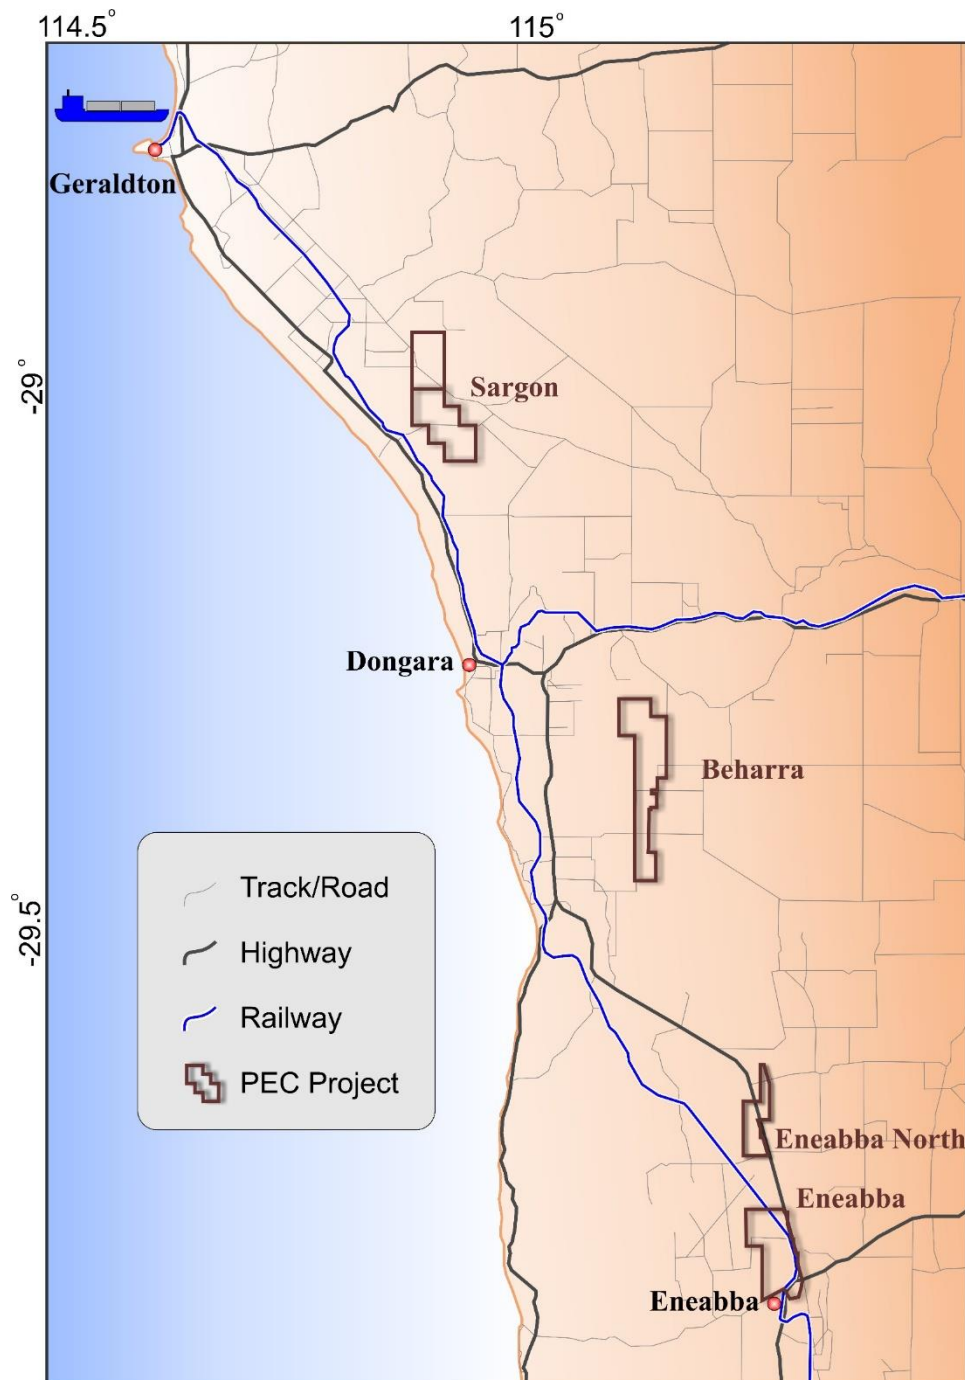 114.5°
115°
Geraldton
-29°
Sargon
Dongara
Beharra
-29.5°
Track/Road
Highway
Railway
PEC Project
Eneabba North
Eneabba
Eneabba